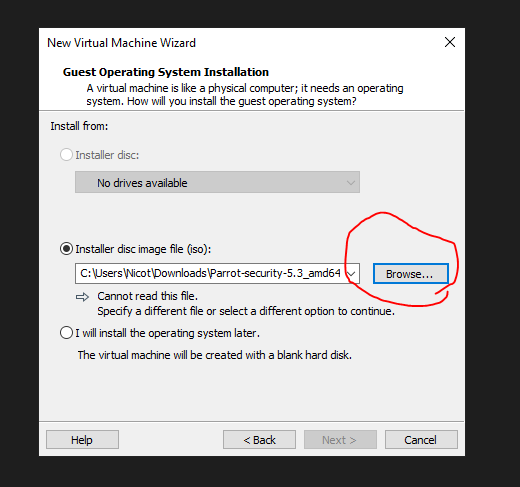 New Virtual Machine Wizard
Guest Operating System Installation
A virtual machine is like a physical computer; it needs an operating
system. How will you install the guest operating system?
Install from:
Installer disc:
No drives available
Installer disc image file (iso):
C:\Users\Nicot\Downloads\Parrot-security-5.3_amd64
Browse...
Cannot read this file.
Specify a different file or select a different option to continue.
I will install the operating system later.
The virtual machine will be created with a blank hard disk.
Help
< Back
Next >
Cancel